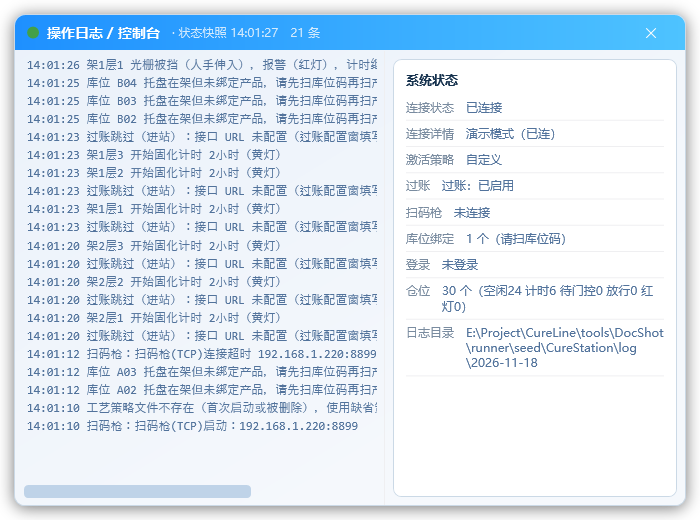 操作日志 / 控制台 · 状态快照 14:01:27 21 条
14:01:26 架1层1 光栅被挡（人手伸入），报警（红灯），计时
14:01:25 库位 B04 托盘在架但未绑定产品，请先扫库位码再扫
14:01:25 库位 B03 托盘在架但未绑定产品，请先扫库位码再扫
14:01:25 库位 B02 托盘在架但未绑定产品，请先扫库位码再扫
14:01:23 过账跳过（进站）：接口 URL 未配置（过账配置窗填写
14:01:23 架1层3 开始固化计时 2小时（黄灯）
14:01:23 架1层2 开始固化计时 2小时（黄灯）
14:01:23 过账跳过（进站）：接口 URL 未配置（过账配置窗填写
14:01:23 架1层1 开始固化计时 2小时（黄灯）
14:01:23 过账跳过（进站）：接口 URL 未配置（过账配置窗填写
14:01:20 架2层3 开始固化计时 2小时（黄灯）
14:01:20 过账跳过（进站）：接口 URL 未配置（过账配置窗填写
14:01:20 架2层2 开始固化计时 2小时（黄灯）
14:01:20 过账跳过（进站）：接口 URL 未配置（过账配置窗填写
14:01:20 架2层1 开始固化计时 2小时（黄灯）
14:01:20 过账跳过（进站）：接口 URL 未配置（过账配置窗填写
14:01:12 扫码枪：扫码枪(TCP)连接超时 192.168.1.220:8899
14:01:12 库位 A03 托盘在架但未绑定产品，请先扫库位码再扫
14:01:12 库位 A02 托盘在架但未绑定产品，请先扫库位码再扫
14:01:10 工艺策略文件不存在（首次启动或被删除），使用缺省
14:01:10 扫码枪：扫码枪(TCP)启动：192.168.1.220:8899
系统状态
连接状态 已连接
连接详情 演示模式（已连）
激活策略 自定义
过账 过账：已启用
扫码枪 未连接
库位绑定 1 个（请扫库位码）
登录 未登录
仓位 30 个（空闲24 计时6 待门控0 放行0 红
灯0）
日志目录 E:\Project\CureLine\tools\DocShot
\runner\seed\CureStation\log
\2026-11-18